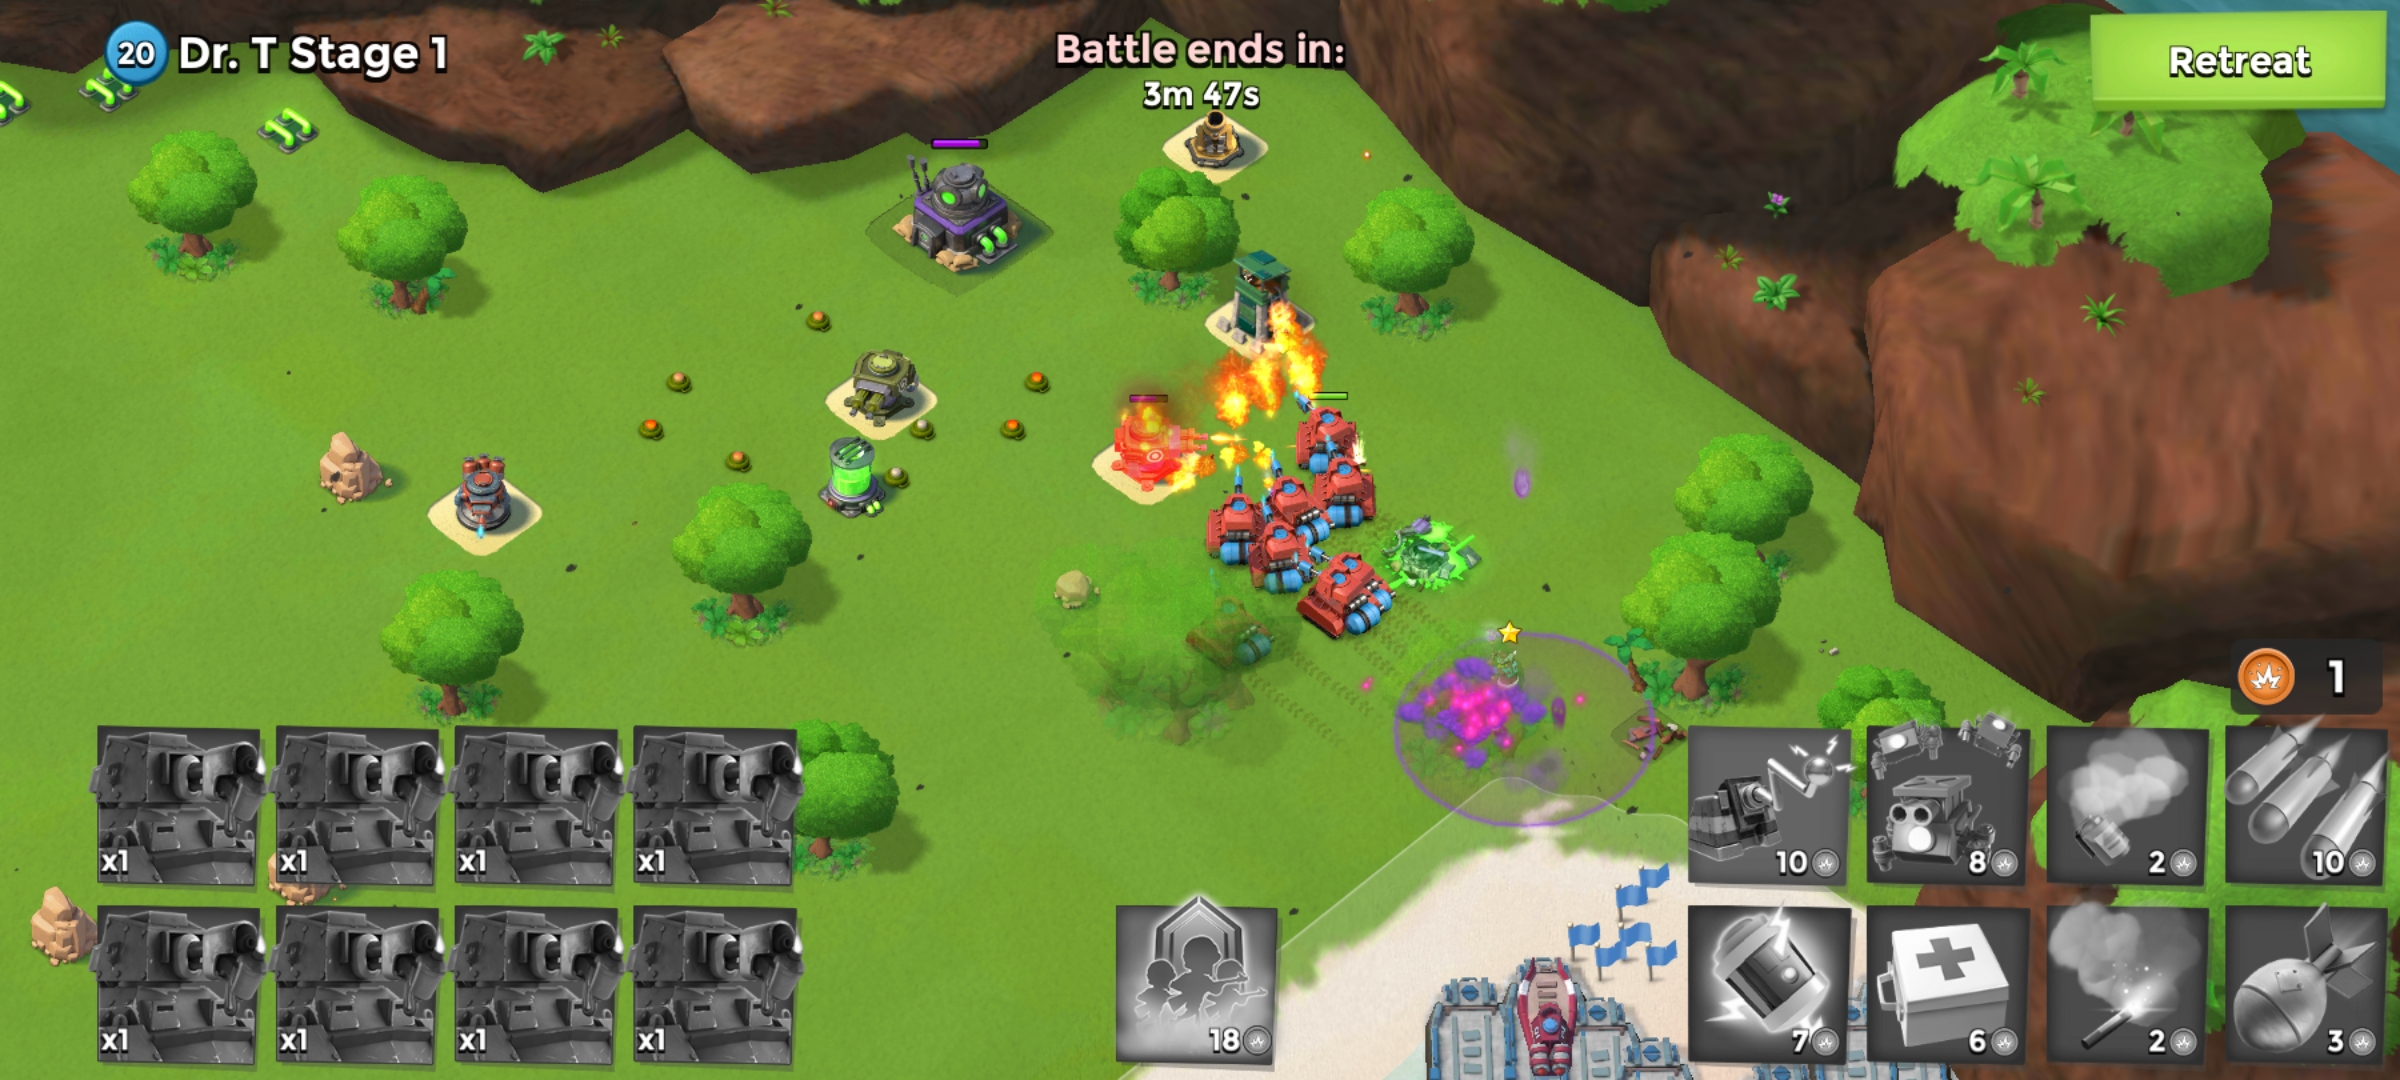 20 Dr. T Stage 1
Battle ends in:
3m 47s
Retreat
1
x1 x1 x1 x1
10 8 2 10
x1 x1 x1 x1
18
7 6 2 3